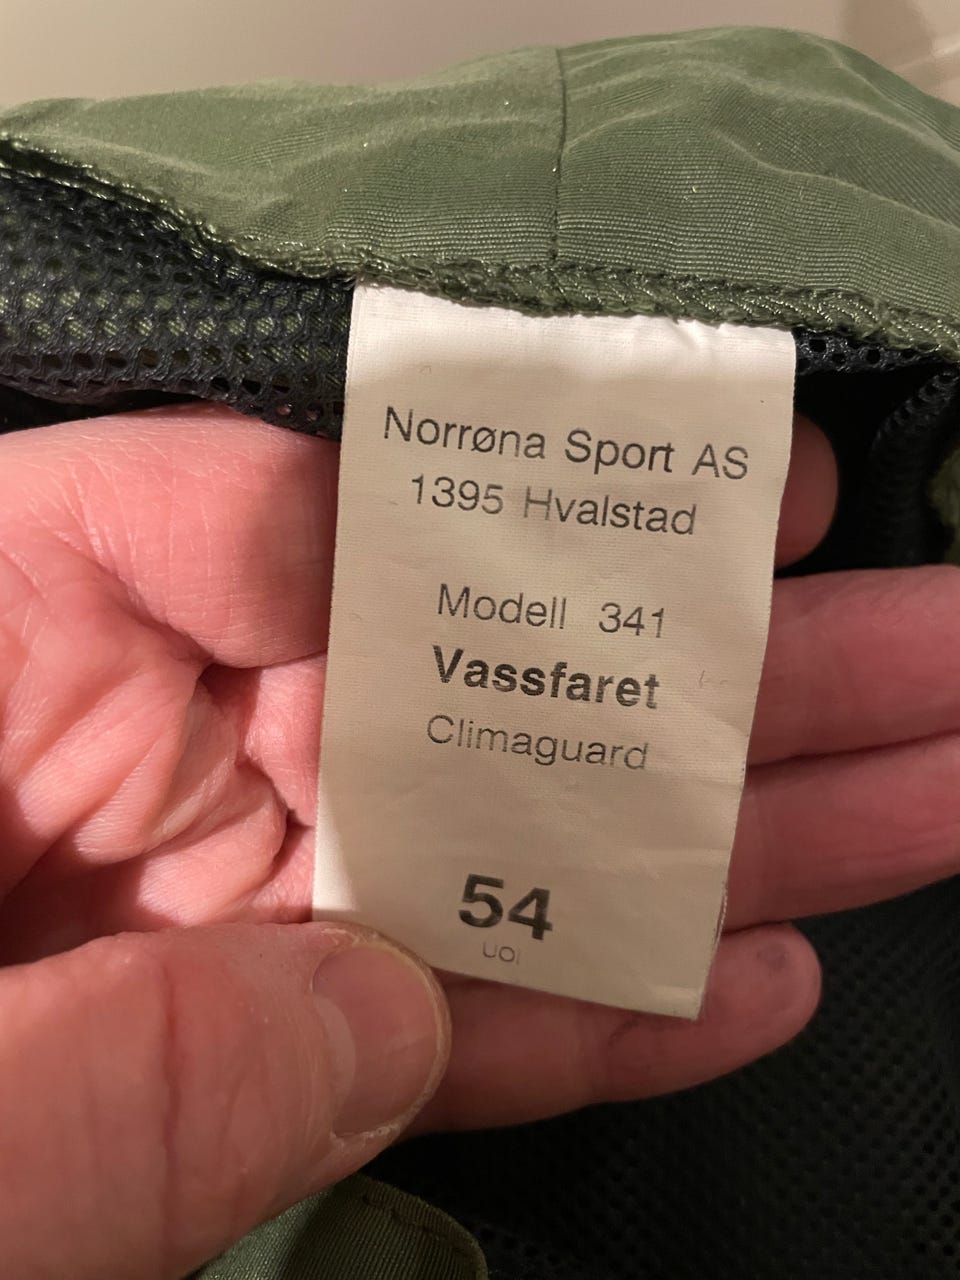 Norrøna Sport AS
1395 Hvalstad
Modell 341
Vassfaret
Climaguard
54